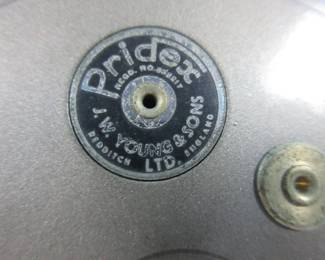 Pridex
REGD. NO.
J. W. YOUNG & SONS
LTD.
REDDITCH
ENGLAND